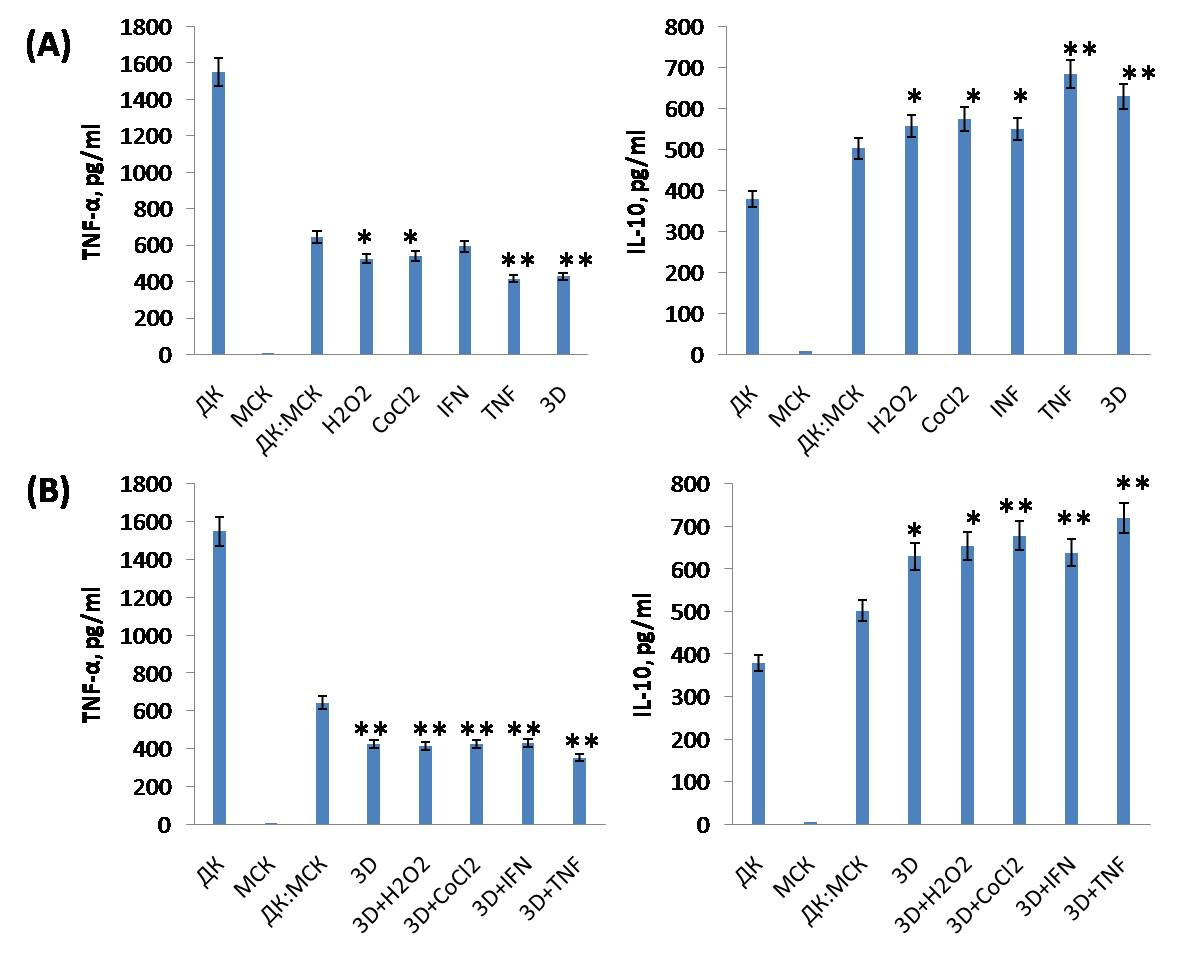 (A)
TNF-α, pg/ml
1800
1600
1400
1200
1000
800
600
400
200
0
* * ** **
ДК МСК ДК:МСК H2O2 CoCl2 IFN TNF 3D
IL-10, pg/ml
800
700
600
500
400
300
200
100
0
* * * ** **
ДК МСК ДК:МСК H2O2 CoCl2 INF TNF 3D
(B)
TNF-α, pg/ml
1800
1600
1400
1200
1000
800
600
400
200
0
** ** ** ** **
ДК МСК ДК:МСК 3D 3D+H2O2 3D+CoCl2 3D+IFN 3D+TNF
IL-10, pg/ml
800
700
600
500
400
300
200
100
0
* * ** ** **
ДК МСК ДК:МСК 3D 3D+H2O2 3D+CoCl2 3D+IFN 3D+TNF